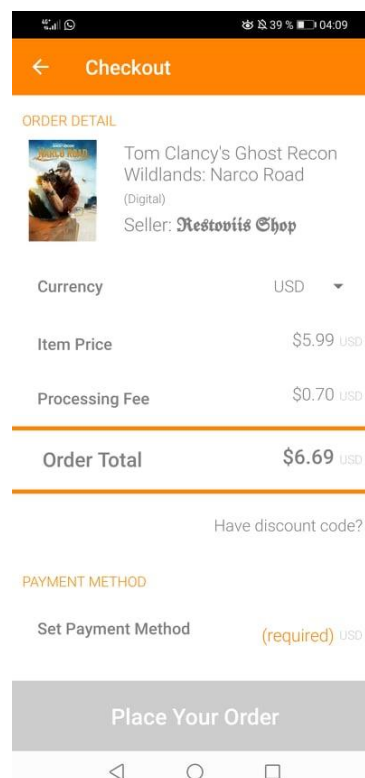 46+
39 % 04:09
Checkout
ORDER DETAIL
NARCO ROAD
Tom Clancy's Ghost Recon
Wildlands: Narco Road
(Digital)
Seller: 𝕽𝖊𝖘𝖙𝖔𝖛𝖎𝖎𝖘 𝕾𝖍𝖔𝖕
Currency USD
Item Price $5.99 USD
Processing Fee $0.70 USD
Order Total $6.69 USD
Have discount code?
PAYMENT METHOD
Set Payment Method (required) USD
Place Your Order